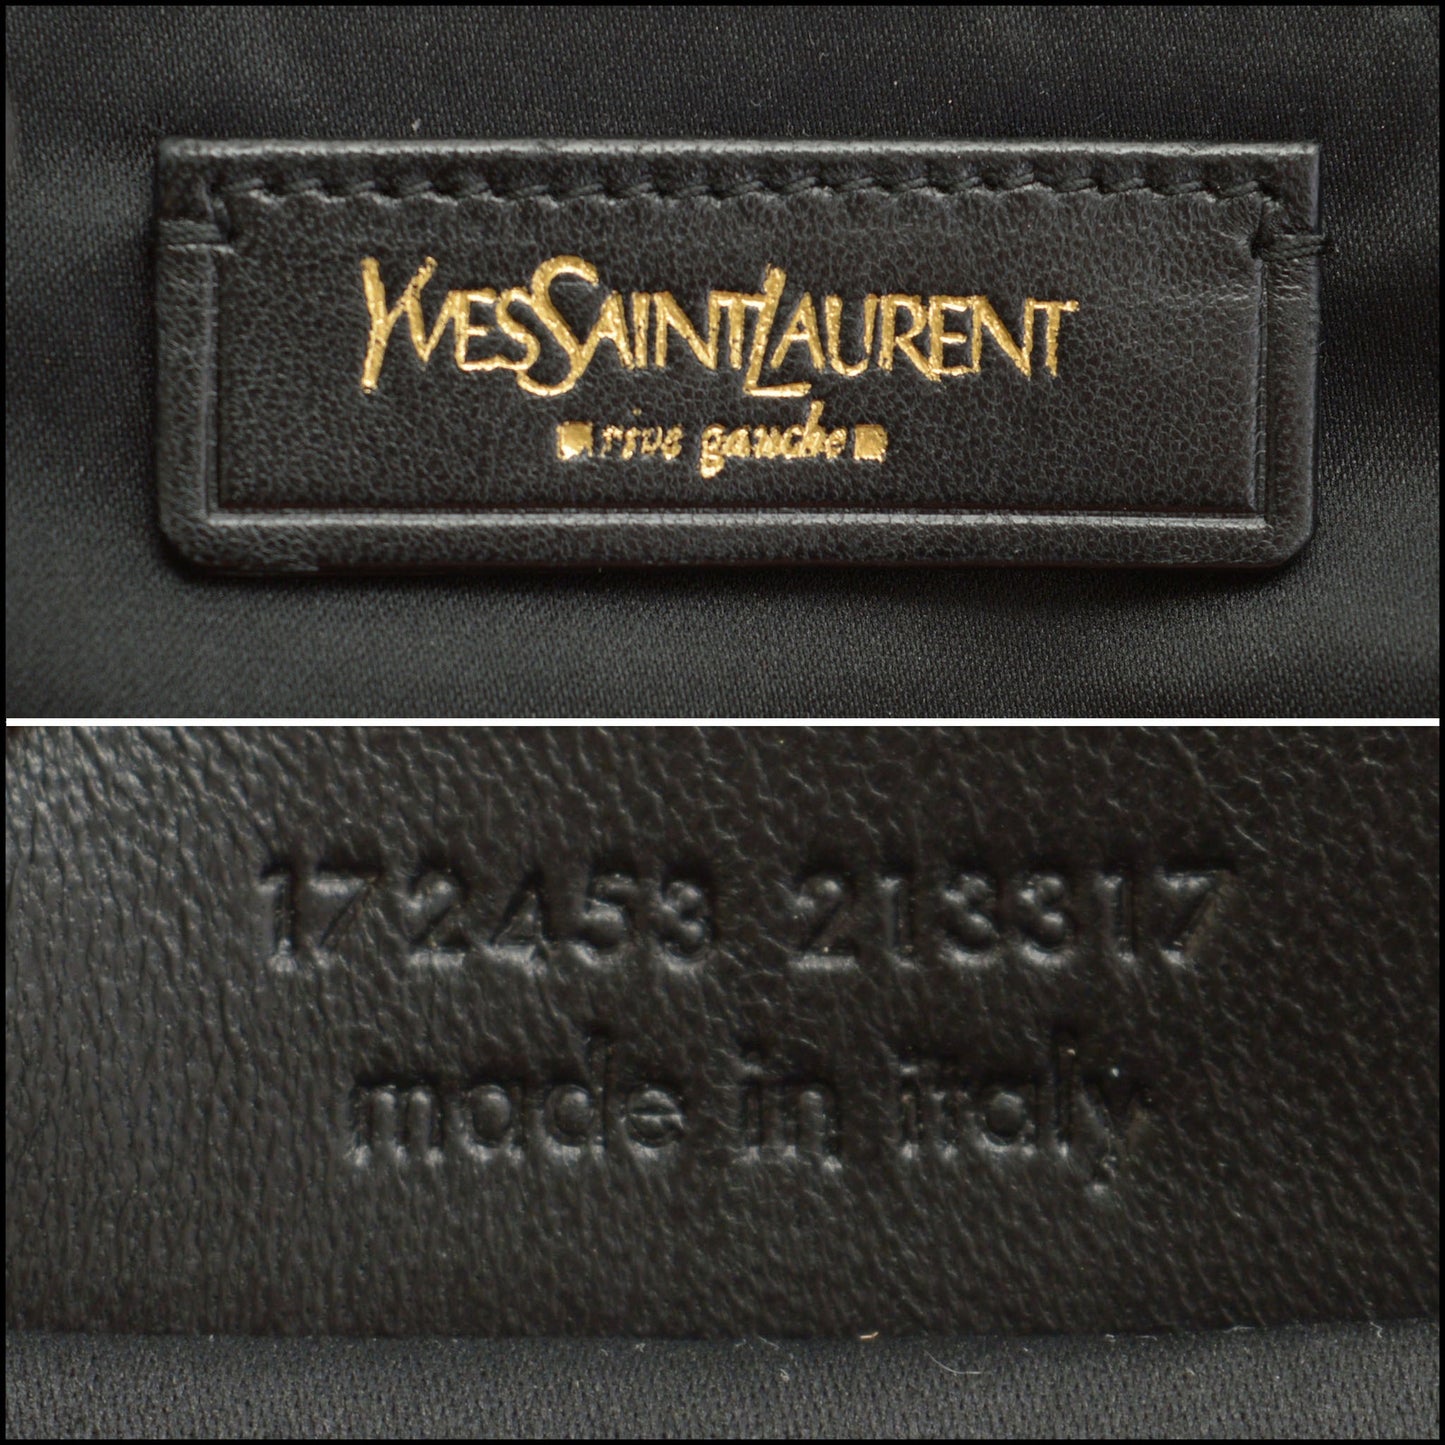 YVESSAINTLAURENT
rive gauche
172453 213317
made in italy